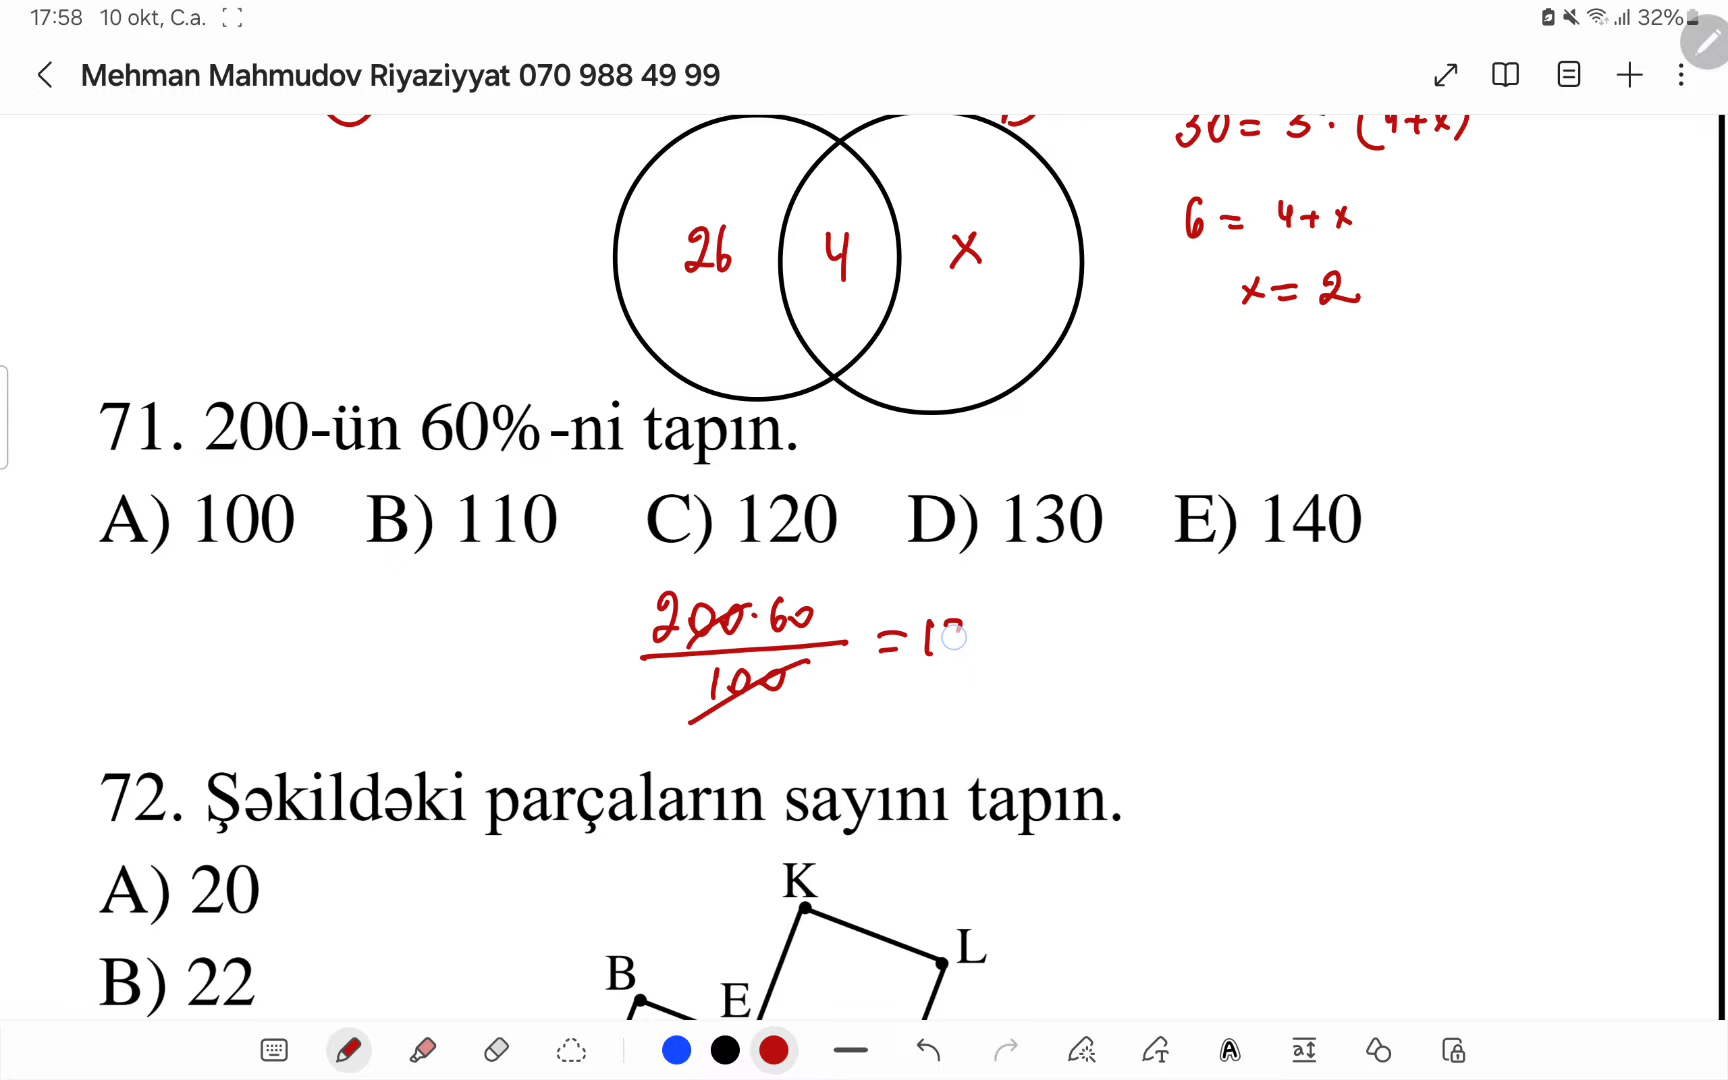 17:58 10 okt, C.a. 32%
Mehman Mahmudov Riyaziyyat 070 988 49 99
30 = 5 · (4+x)
26 4 x
6 = 4+x
x = 2
71. 200-ün 60%-ni tapın.
A) 100 B) 110 C) 120 D) 130 E) 140
200·60
= 1
100
72. Şəkildəki parçaların sayını tapın.
A) 20
K
L
B) 22
B
E